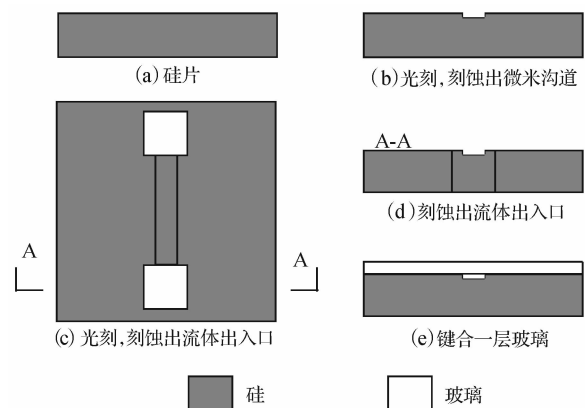 (a)硅片
(b)光刻,刻蚀出微米沟道
A-A
(d)刻蚀出流体出入口
A
A
(c)光刻,刻蚀出流体出入口
(e)键合一层玻璃
硅
玻璃